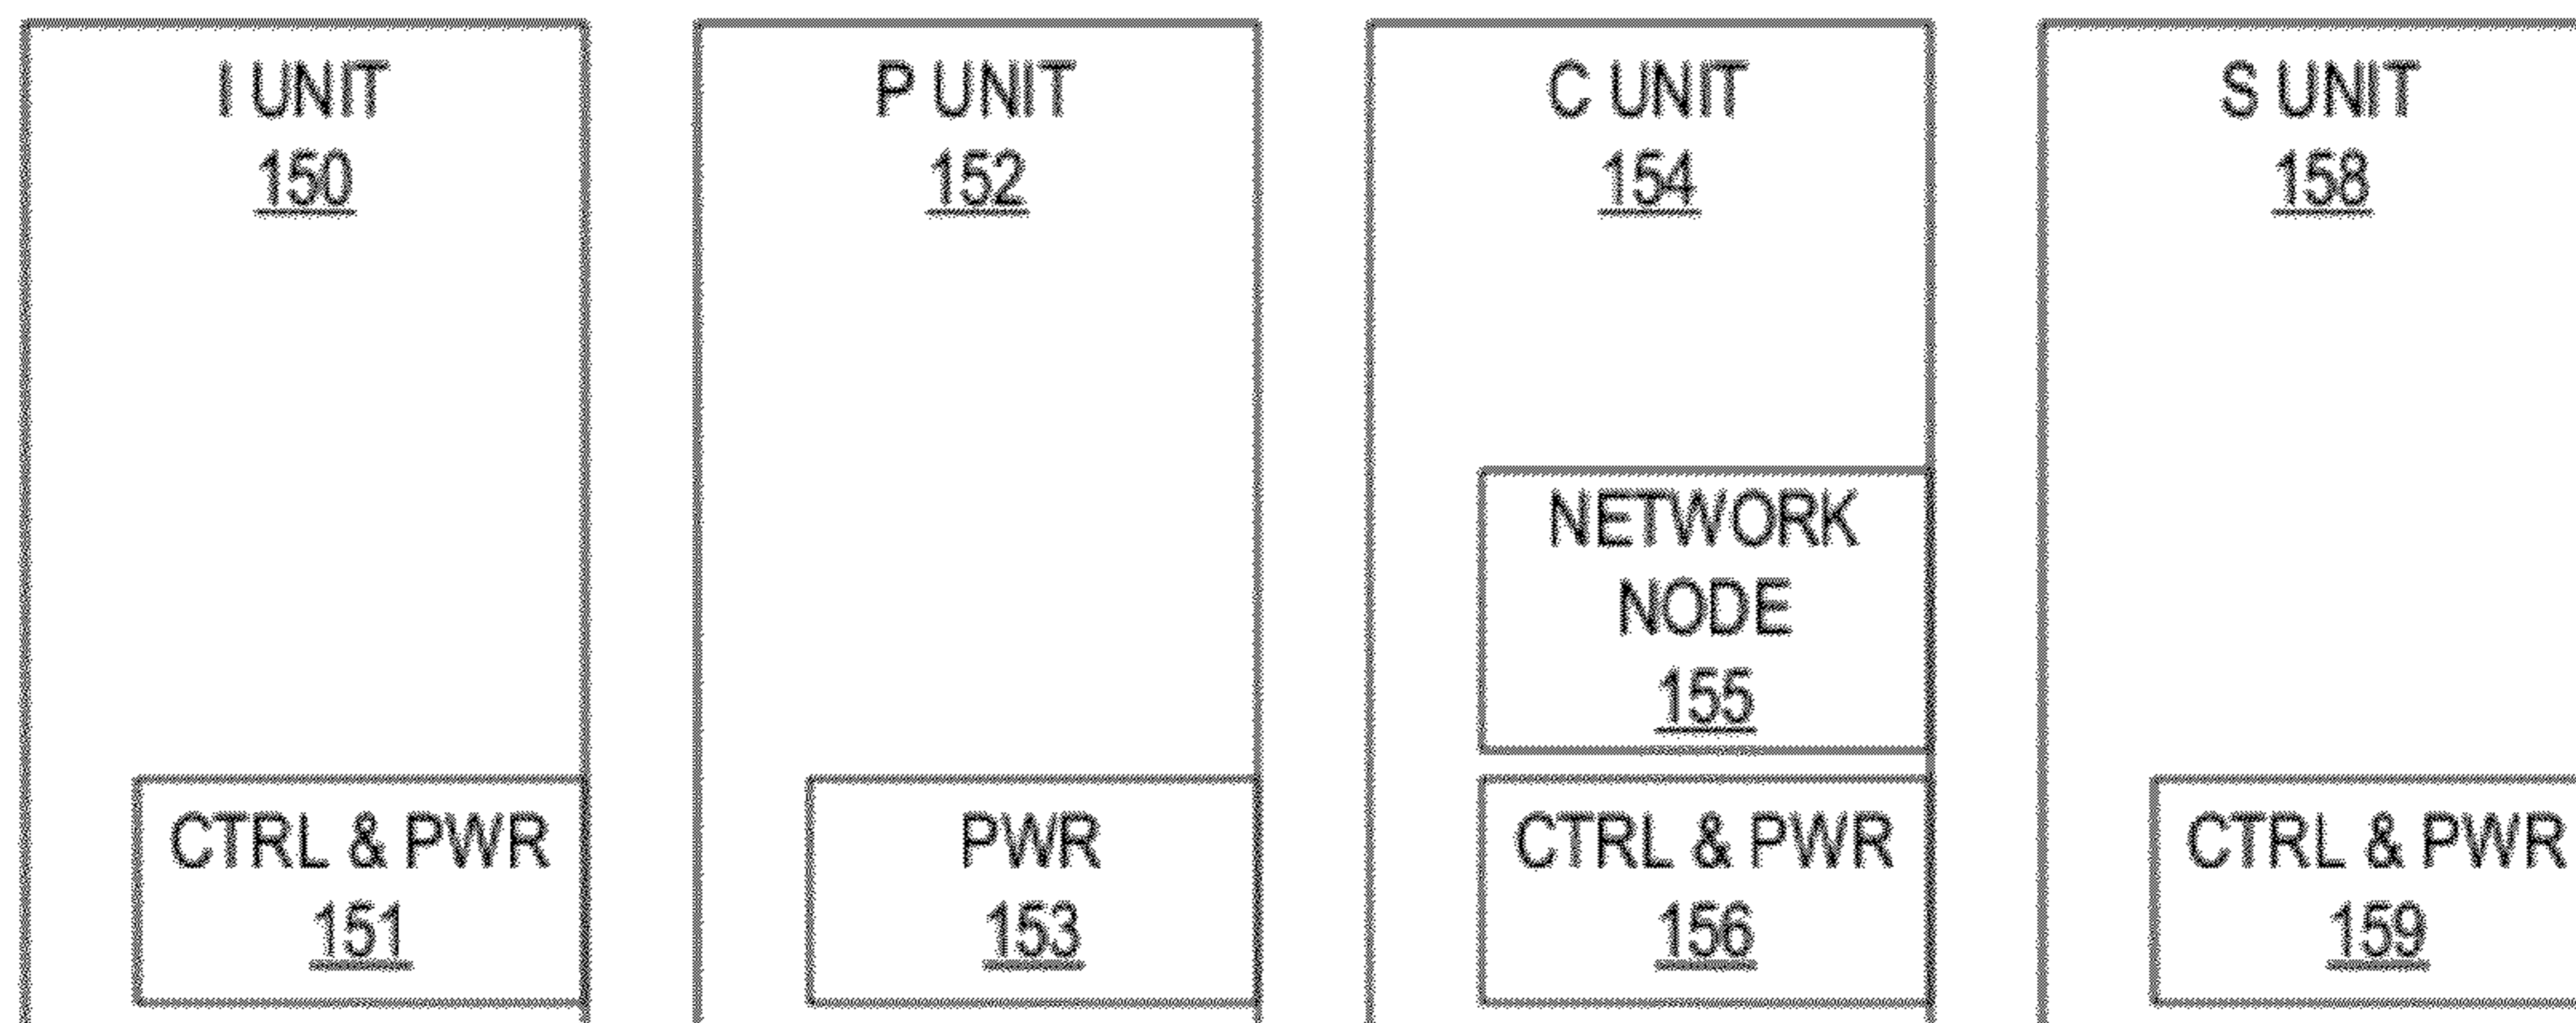 I UNIT
150
P UNIT
152
C UNIT
154
S UNIT
158
NETWORK
NODE
155
CTRL & PWR
151
PWR
153
CTRL & PWR
156
CTRL & PWR
159